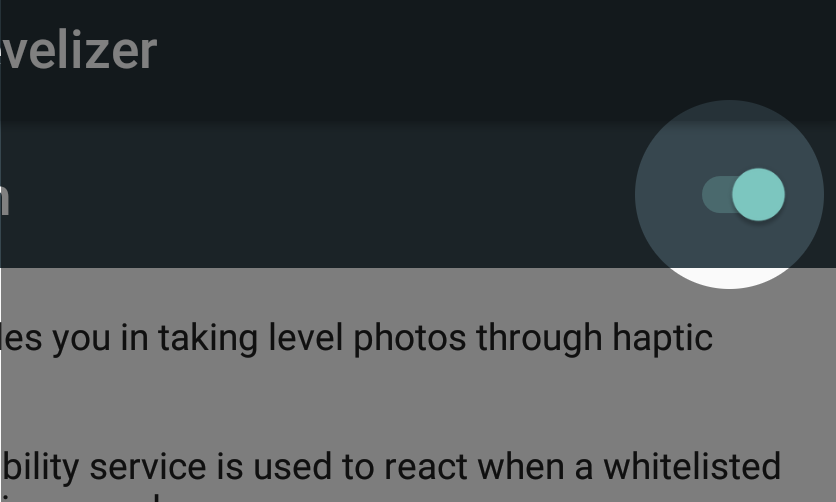 evelizer
n
les you in taking level photos through haptic
bility service is used to react when a whitelisted